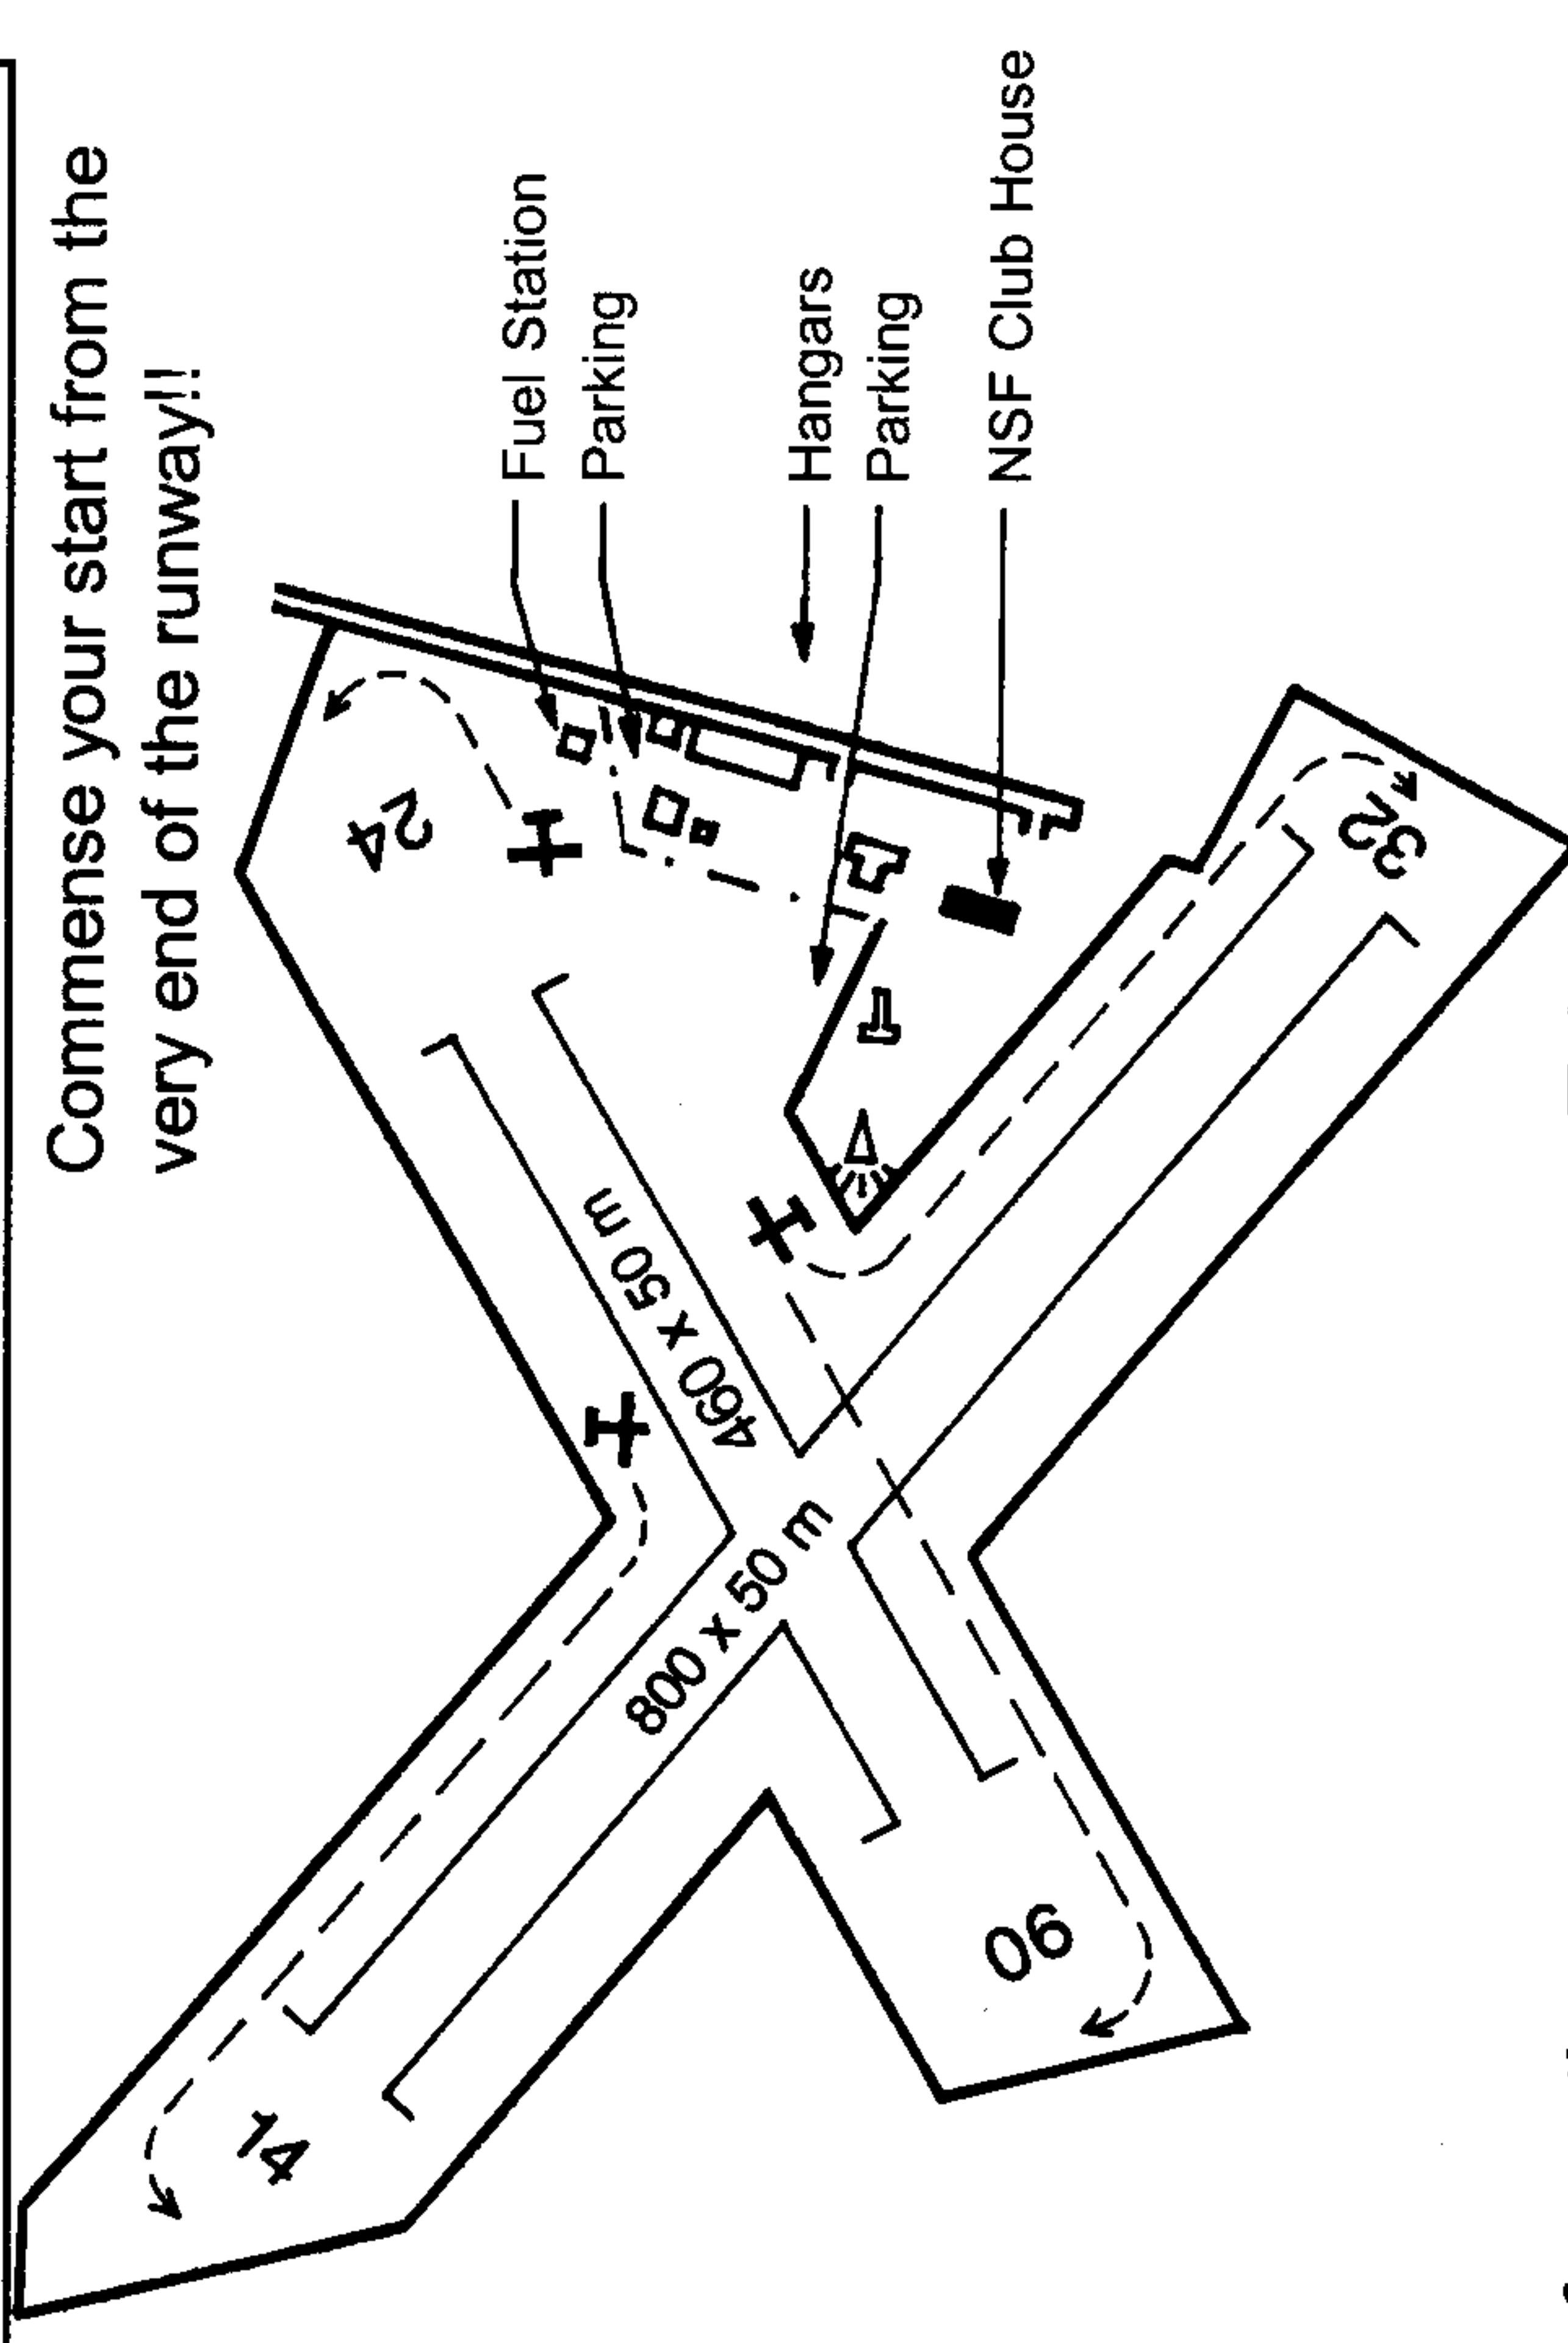 Commense your start from the
very end of the runway!!
Fuel Station
Parking
Hangars
Parking
NSF Club House
24
460 x 50 m
800 x 50 m
32
14
06